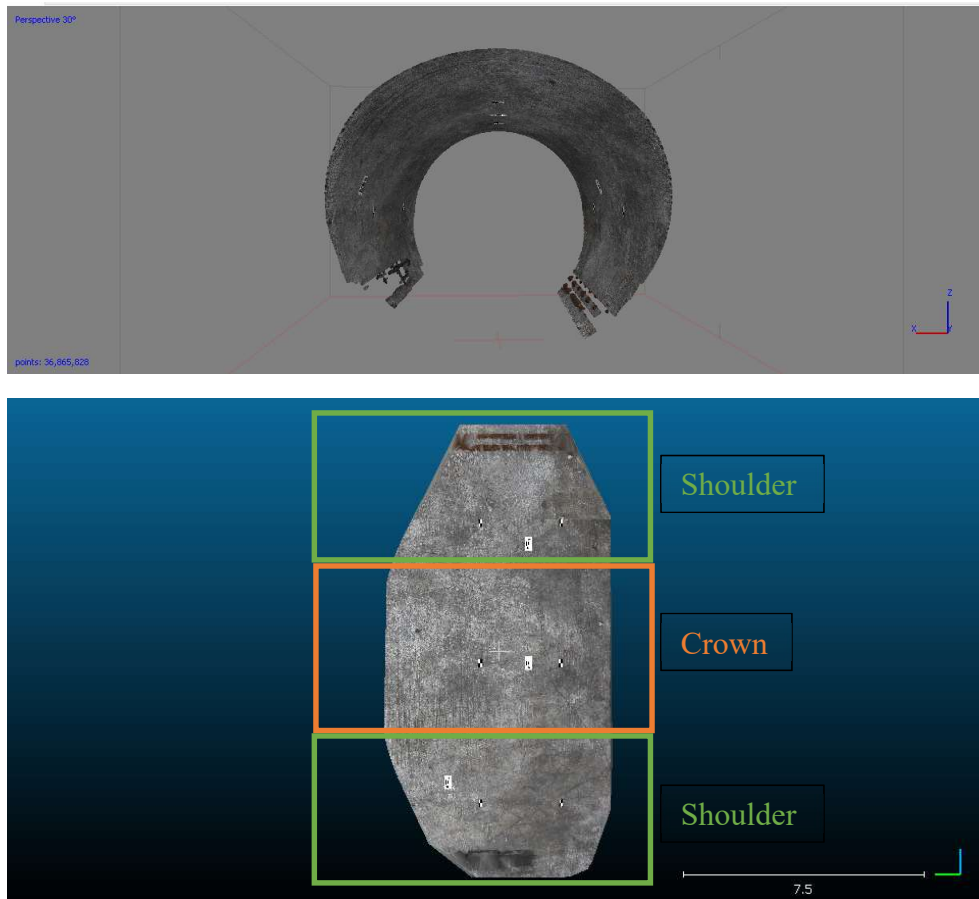 Perspective 30°
Z
X
Y
points: 36,865,828
Shoulder
Crown
Shoulder
7.5